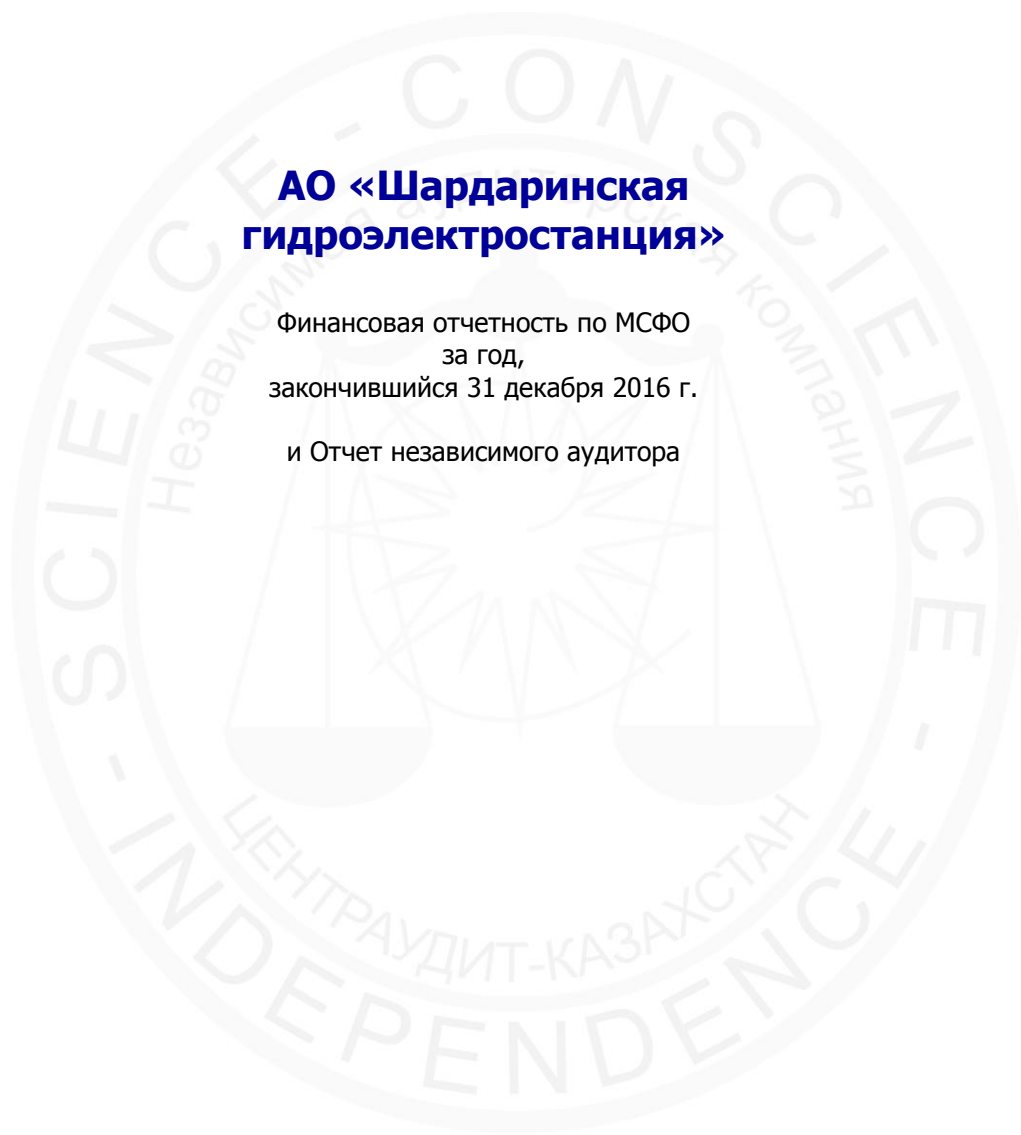 АО «Шардаринская
гидроэлектростанция»
Финансовая отчетность по МСФО
за год,
закончившийся 31 декабря 2016 г.
и Отчет независимого аудитора
SCIENCE - CONSCIENCE - INDEPENDENCE -
Независимая аудиторская компания
ЦЕНТРАУДИТ-КАЗАХСТАН